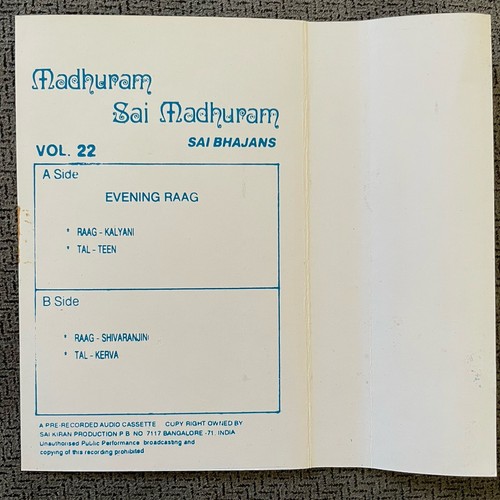 Madhuram
Sai Madhuram
SAI BHAJANS
VOL. 22
A Side
EVENING RAAG
* RAAG - KALYANI
* TAL - TEEN
B Side
* RAAG - SHIVARANJINI
* TAL - KERVA
A PRE-RECORDED AUDIO CASSETTE COPY RIGHT OWNED BY
SAI KIRAN PRODUCTION P.B. NO. 7117 BANGALORE -71. INDIA
Unauthorised Public Performance broadcasting and
copying of this recording prohibited